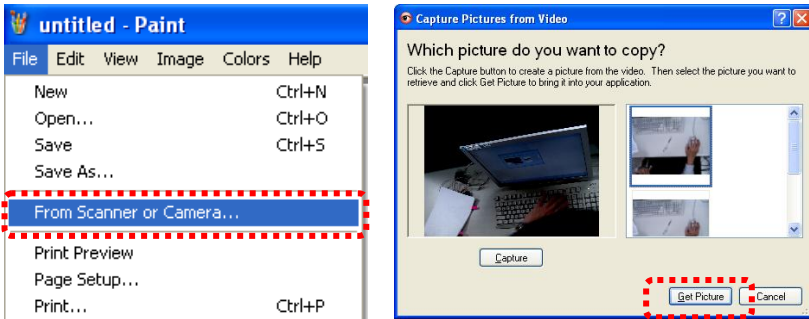 untitled - Paint
File Edit View Image Colors Help
New Ctrl+N
Open... Ctrl+O
Save Ctrl+S
Save As...
From Scanner or Camera...
Print Preview
Page Setup...
Print... Ctrl+P
Capture Pictures from Video
Which picture do you want to copy?
Click the Capture button to create a picture from the video. Then select the picture you want to
retrieve and click Get Picture to bring it into your application.
Capture
Get Picture Cancel